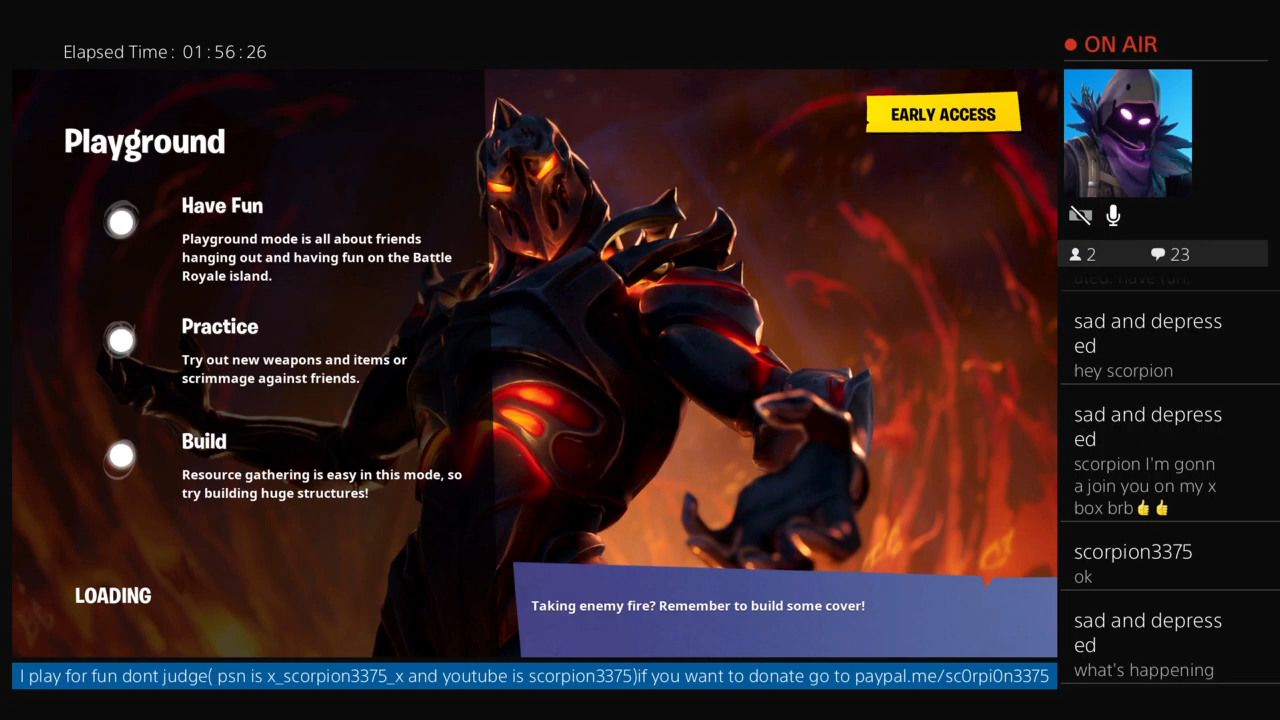 Elapsed Time: 01:56:26
ON AIR
Playground
EARLY ACCESS
Have Fun
Playground mode is all about friends
hanging out and having fun on the Battle
Royale island.
Practice
Try out new weapons and items or
scrimmage against friends.
Build
Resource gathering is easy in this mode, so
try building huge structures!
LOADING
Taking enemy fire? Remember to build some cover!
I play for fun dont judge( psn is x_scorpion3375_x and youtube is scorpion3375)if you want to donate go to paypal.me/sc0rpi0n3375
2
23
sad and depress
ed
hey scorpion
sad and depress
ed
scorpion I'm gonn
a join you on my x
box brb👍👍
scorpion3375
ok
sad and depress
ed
what's happening